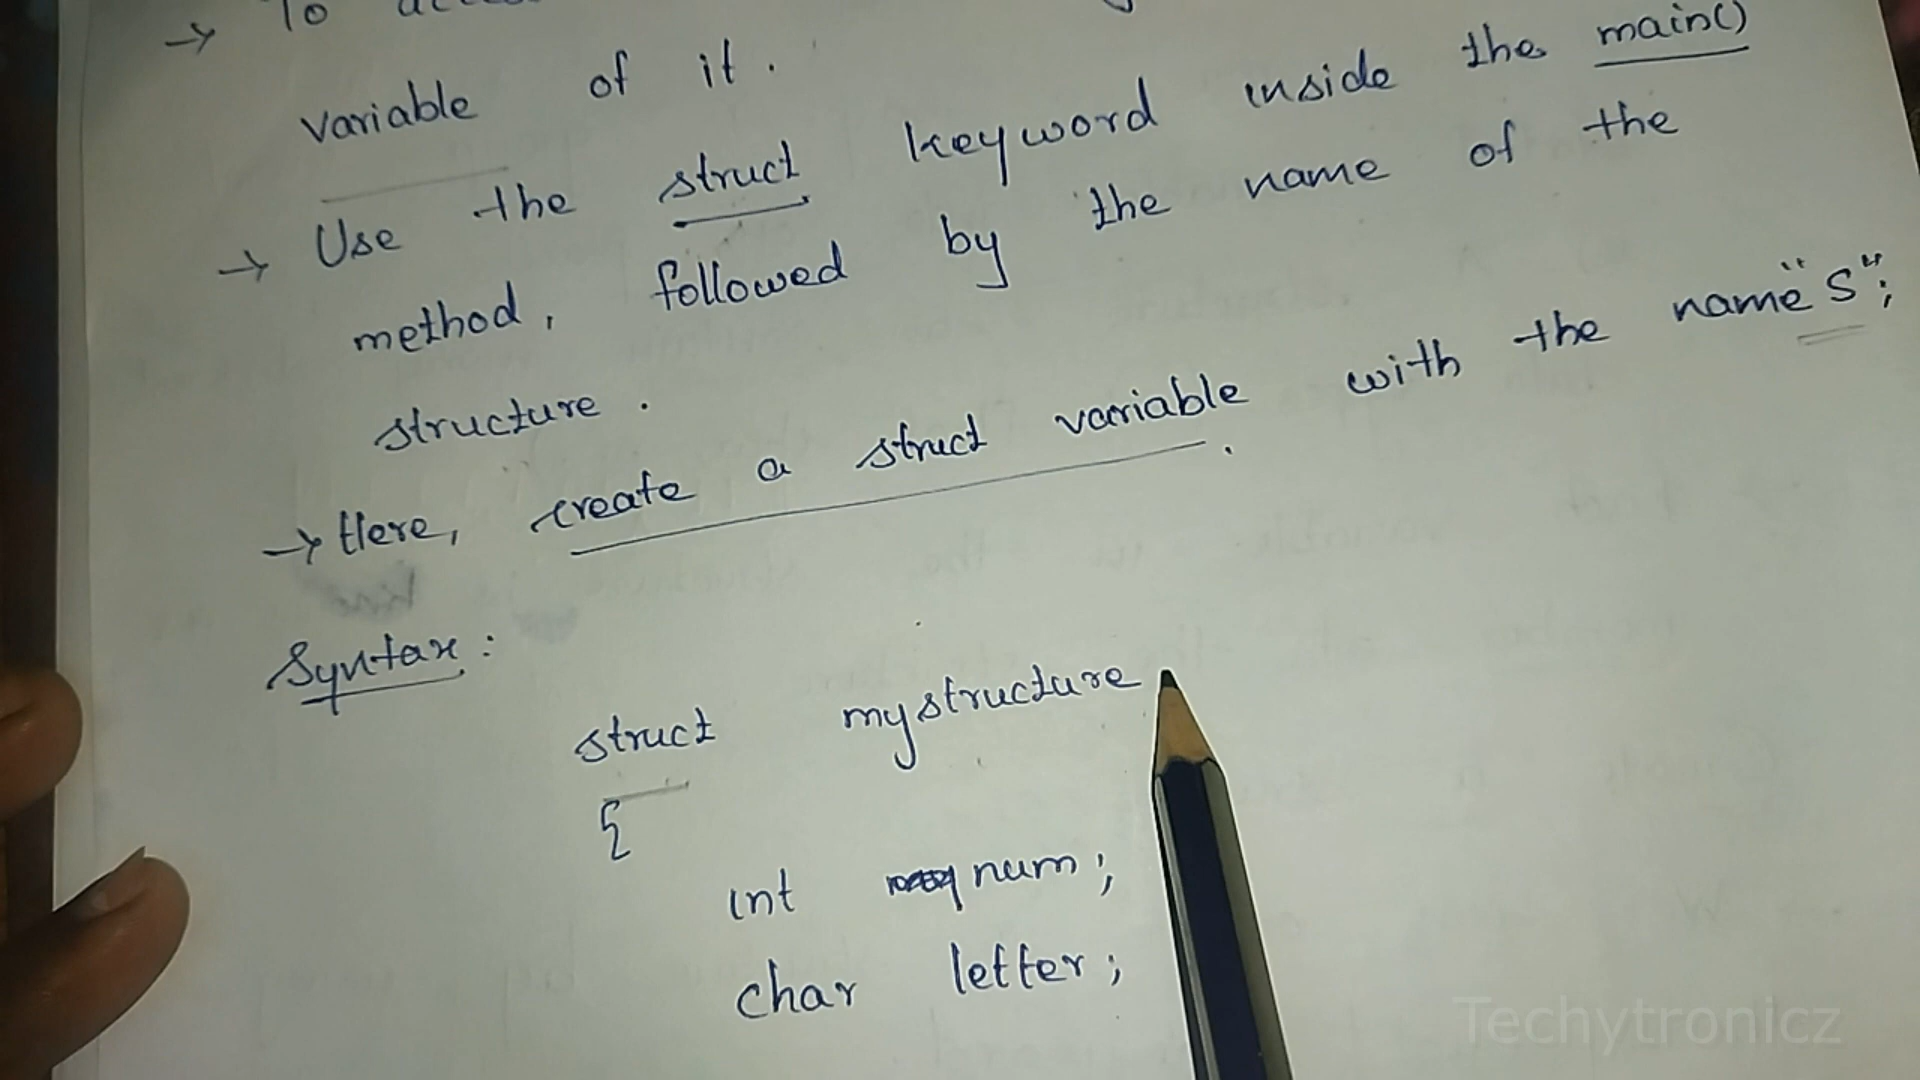 → To
variable of it.
→ Use the struct keyword inside the main()
method, followed by the name of the
structure.
→ Here, create a struct variable with the name "S";
Syntax:
struct mystructure
{
int num;
char letter;
Techytronicz